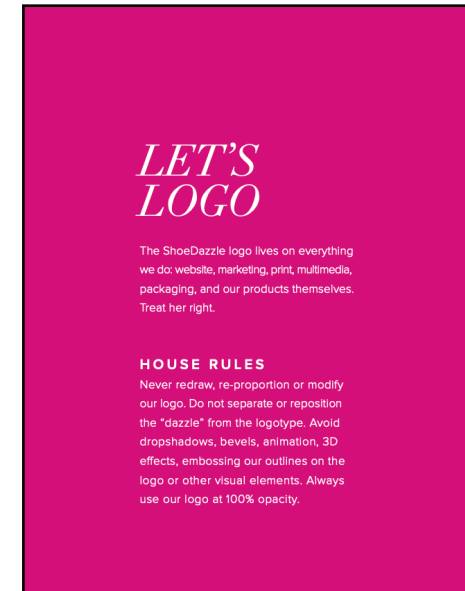 LET’S
LOGO
The ShoeDazzle logo lives on everything
we do: website, marketing, print, multimedia,
packaging, and our products themselves.
Treat her right.
HOUSE RULES
Never redraw, re-proportion or modify
our logo. Do not separate or reposition
the “dazzle” from the logotype. Avoid
dropshadows, bevels, animation, 3D
effects, embossing our outlines on the
logo or other visual elements. Always
use our logo at 100% opacity.